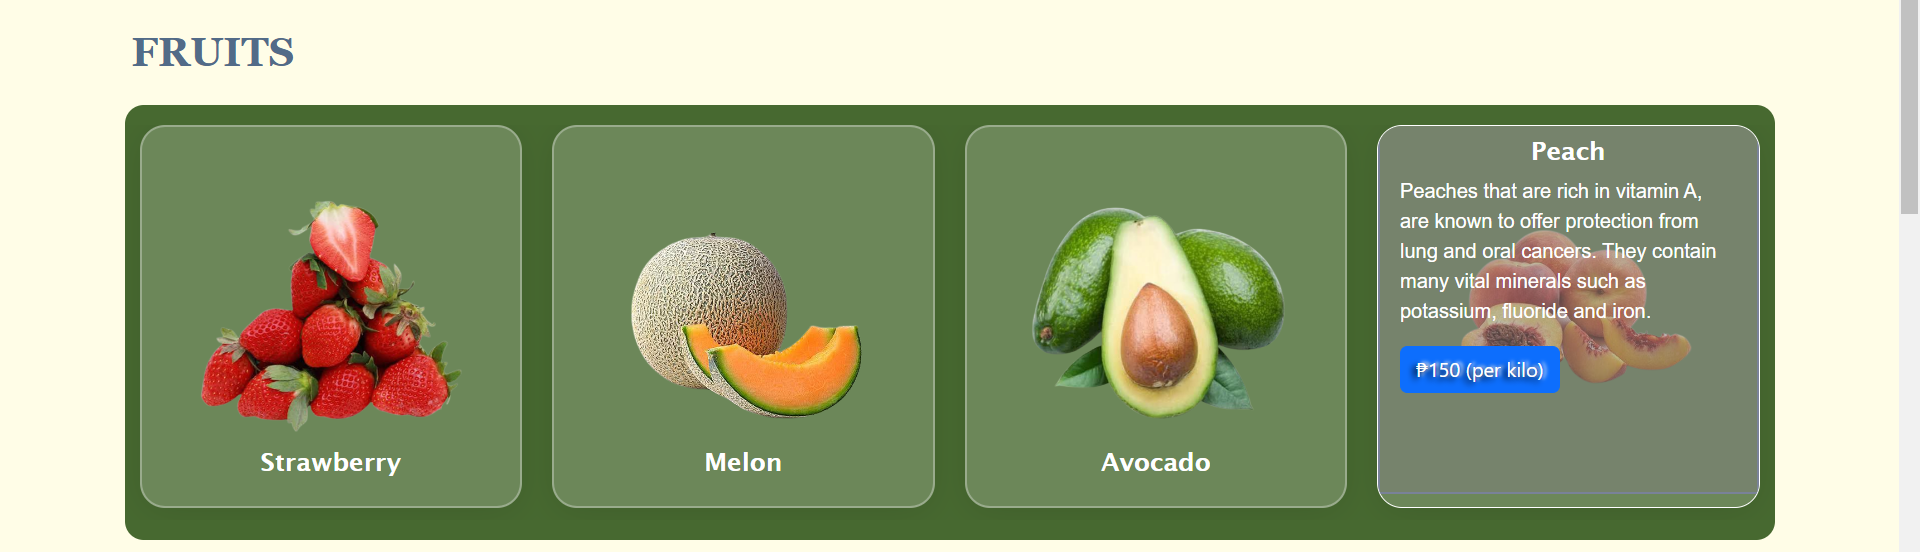 FRUITS
Strawberry
Melon
Avocado
Peach
Peaches that are rich in vitamin A,
are known to offer protection from
lung and oral cancers. They contain
many vital minerals such as
potassium, fluoride and iron.
₱150 (per kilo)